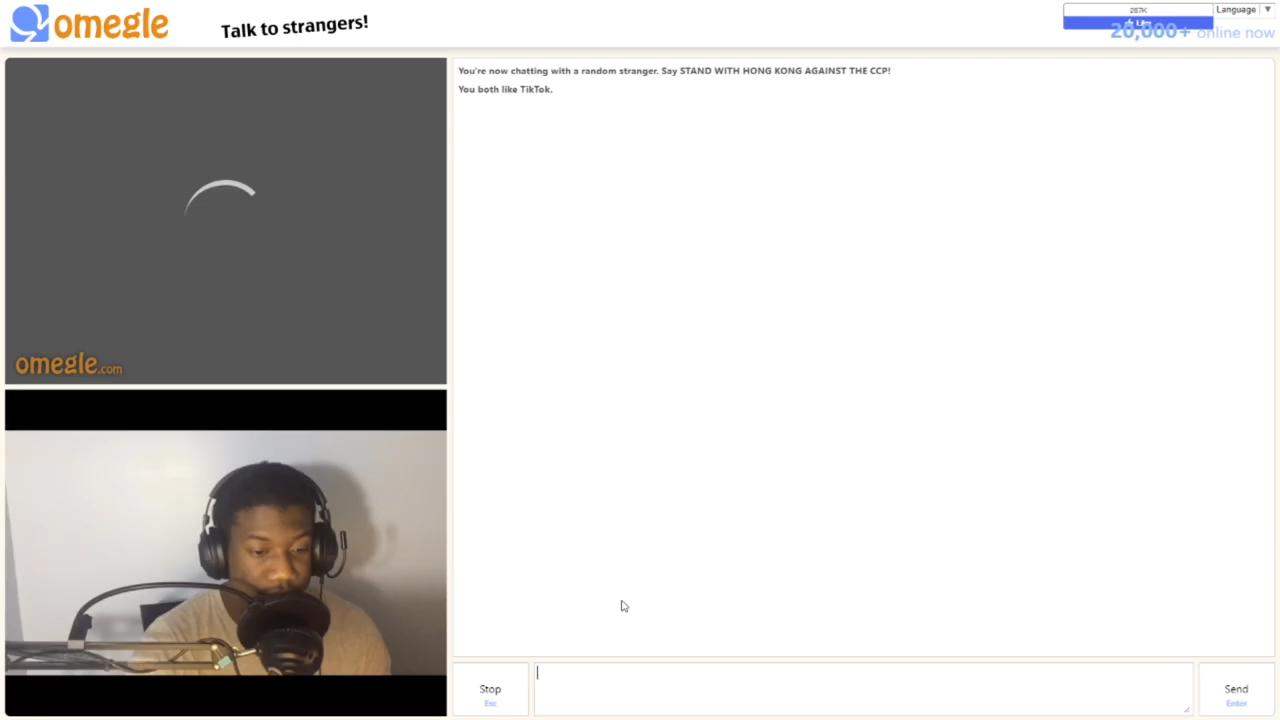 omegle
Talk to strangers!
287K
Language
20,000+ online now
You're now chatting with a random stranger. Say STAND WITH HONG KONG AGAINST THE CCP!
You both like TikTok.
omegle.com
Stop
Esc
Send
Enter